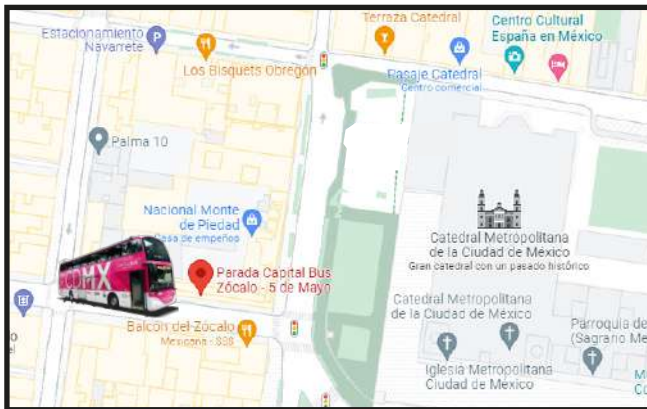 Estacionamiento
Navarrete
Los Bisquets Obregón
Terraza Catedral
Centro Cultural
España en México
Pasaje Catedral
Centro comercial
Palma 10
Nacional Monte
de Piedad
Casa de empeños
CDMX
Parada Capital Bus
Zócalo - 5 de Mayo
Balcón del Zócalo
Mexicana - $$$
Catedral Metropolitana
de la Ciudad de México
Gran catedral con un pasado histórico
Catedral Metropolitana
de la Ciudad de México
Iglesia Metropolitana
Ciudad de México
Parroquia de
(Sagrario Me